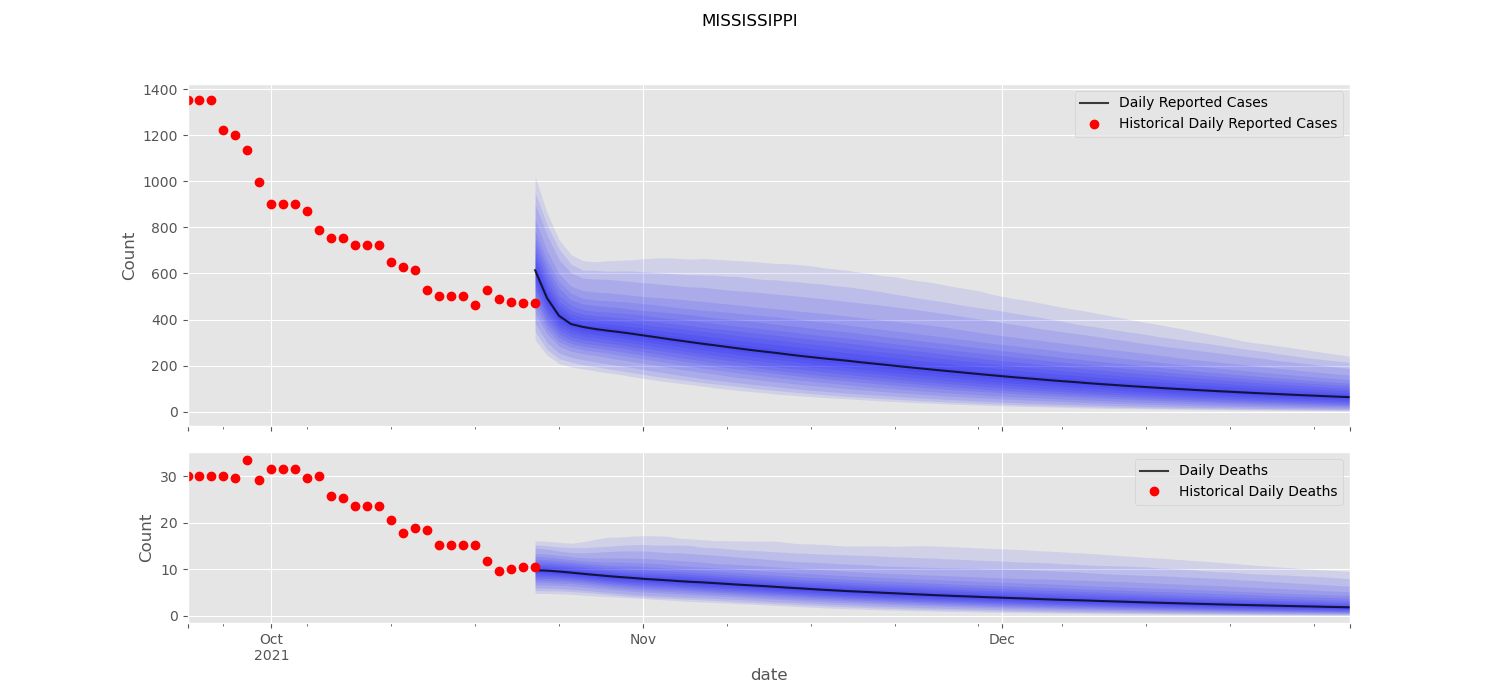 MISSISSIPPI
1400
1200
1000
800
600
400
200
0
Count
Daily Reported Cases
Historical Daily Reported Cases
30
20
10
0
Count
Daily Deaths
Historical Daily Deaths
Oct
2021
Nov
Dec
date